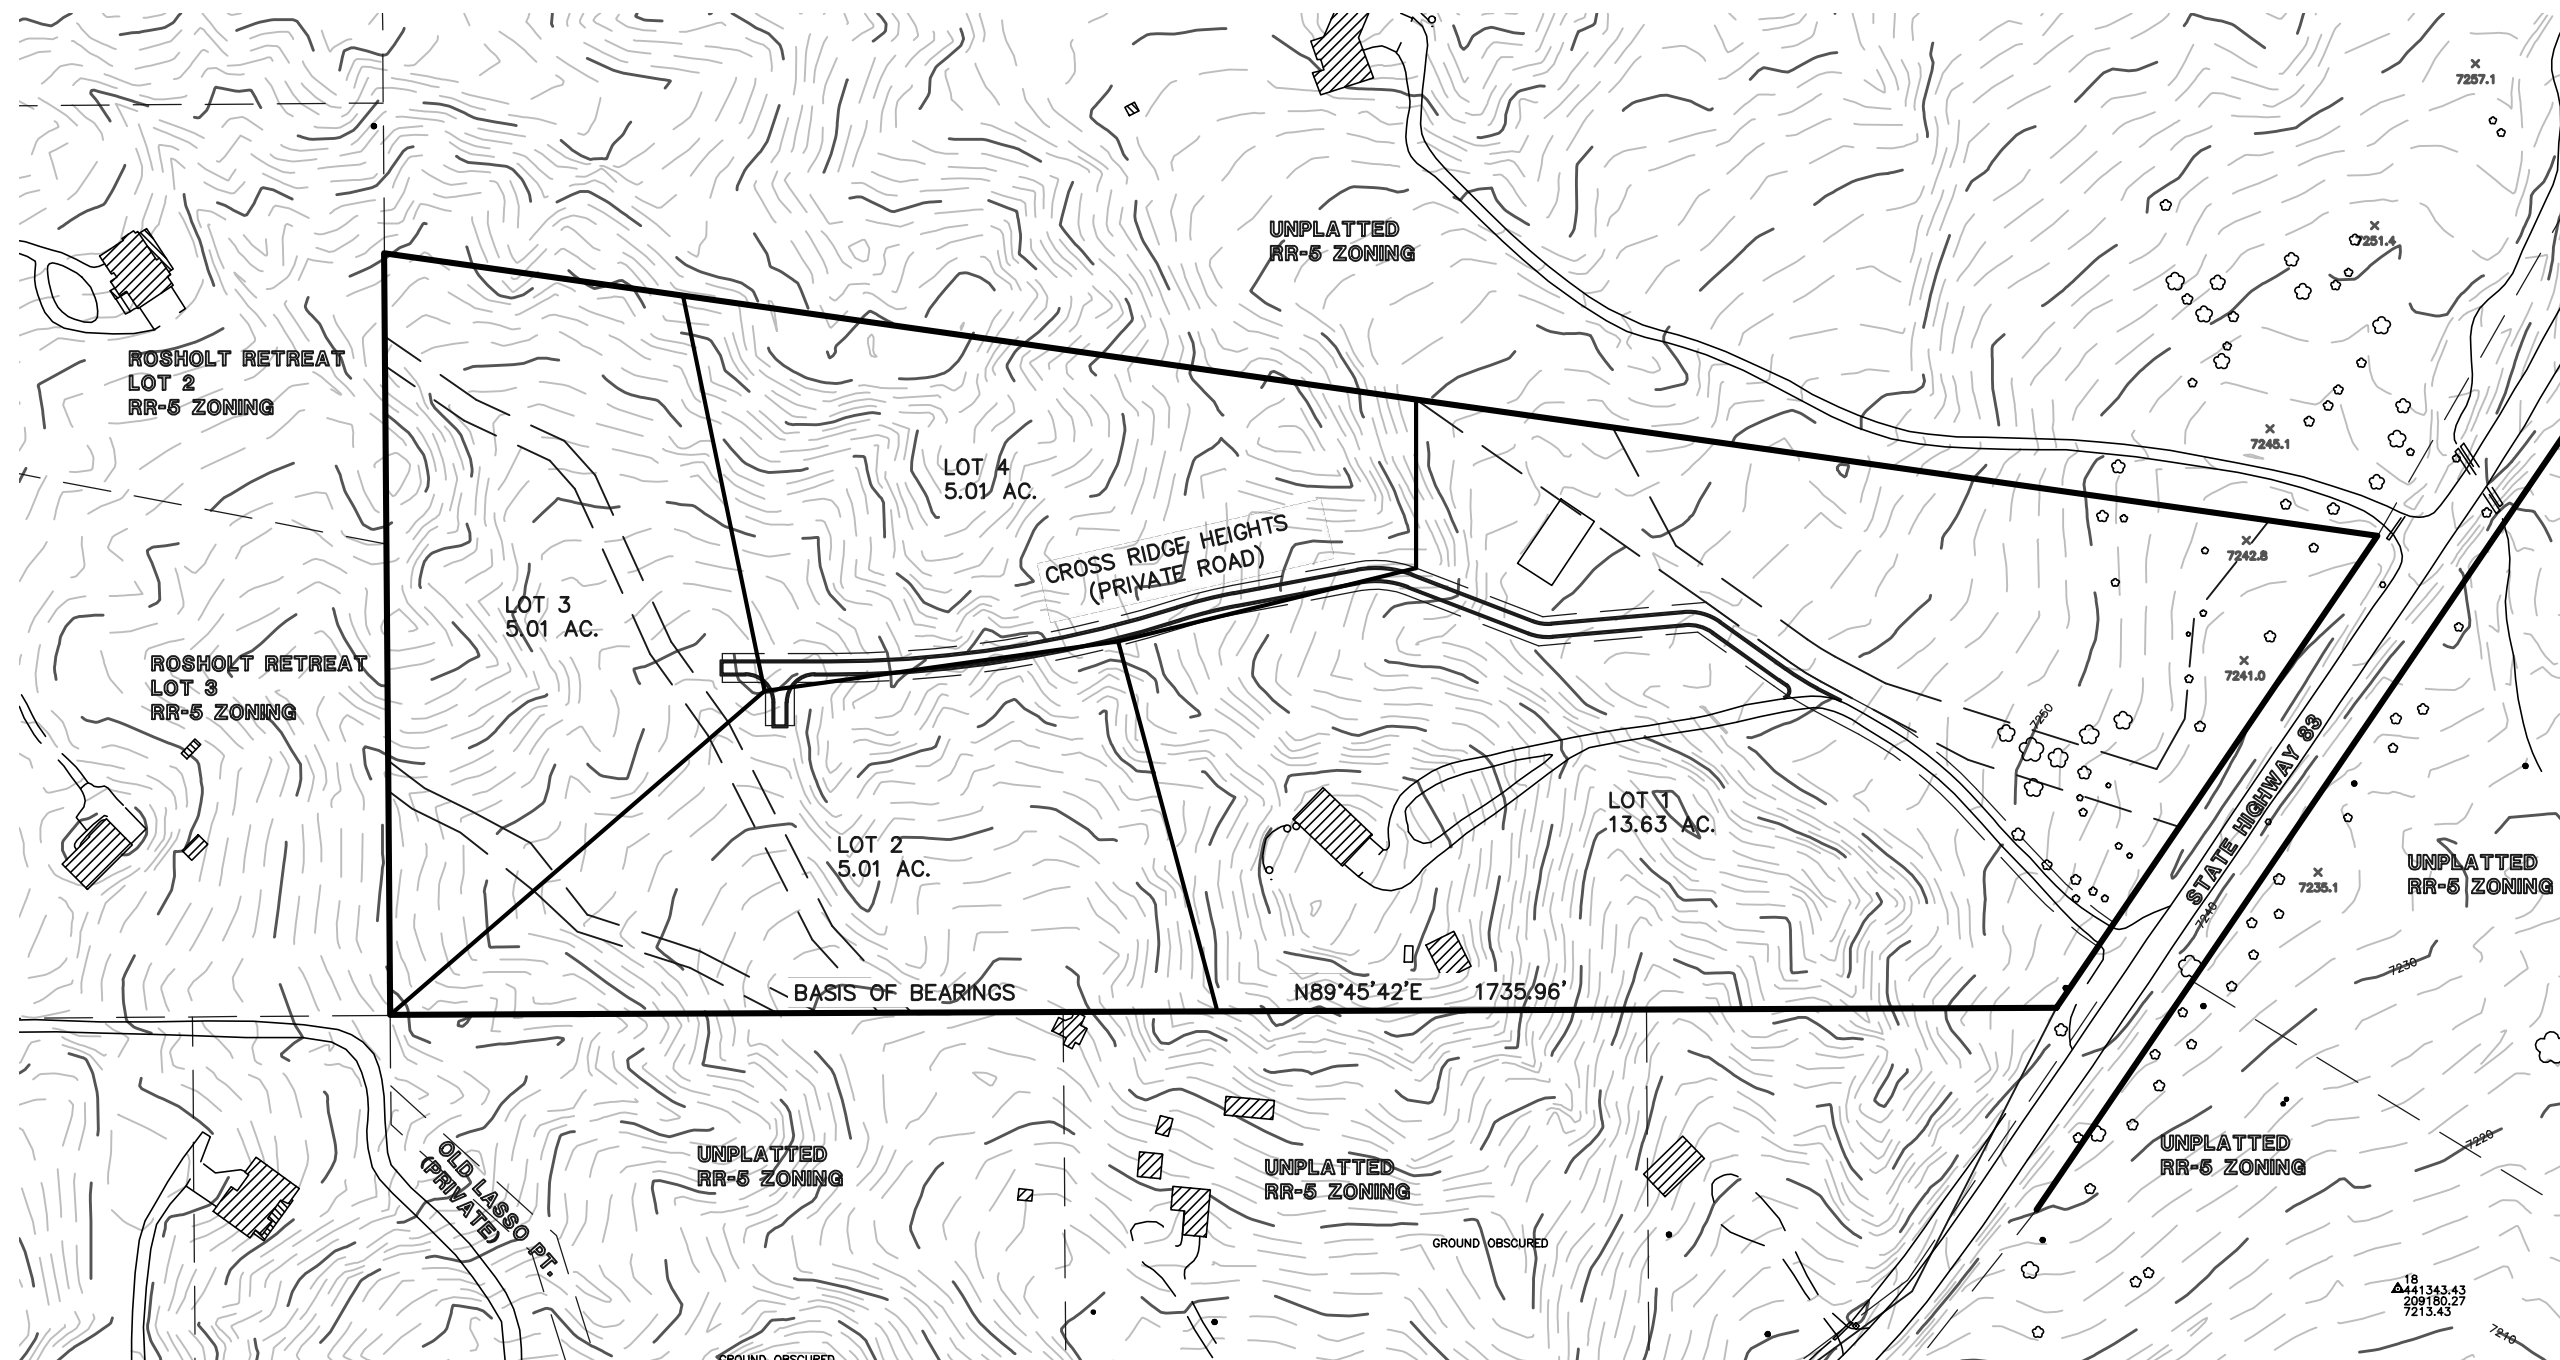 7257.1
UNPLATTED
RR-5 ZONING
7251.4
ROSHOLT RETREAT
LOT 2
RR-5 ZONING
7245.1
LOT 4
5.01 AC.
CROSS RIDGE HEIGHTS
(PRIVATE ROAD)
7242.8
LOT 3
5.01 AC.
ROSHOLT RETREAT
LOT 3
RR-5 ZONING
7241.0
7250
STATE HIGHWAY 83
LOT 1
13.63 AC.
LOT 2
5.01 AC.
UNPLATTED
RR-5 ZONING
7235.1
7240
7230
BASIS OF BEARINGS
N89°45'42'E 1735.96'
OLD LASSO PT.
(PRIVATE)
UNPLATTED
RR-5 ZONING
UNPLATTED
RR-5 ZONING
UNPLATTED
RR-5 ZONING
7220
GROUND OBSCURED
18
441343.43
209180.27
7213.43
7210
GROUND OBSCURED